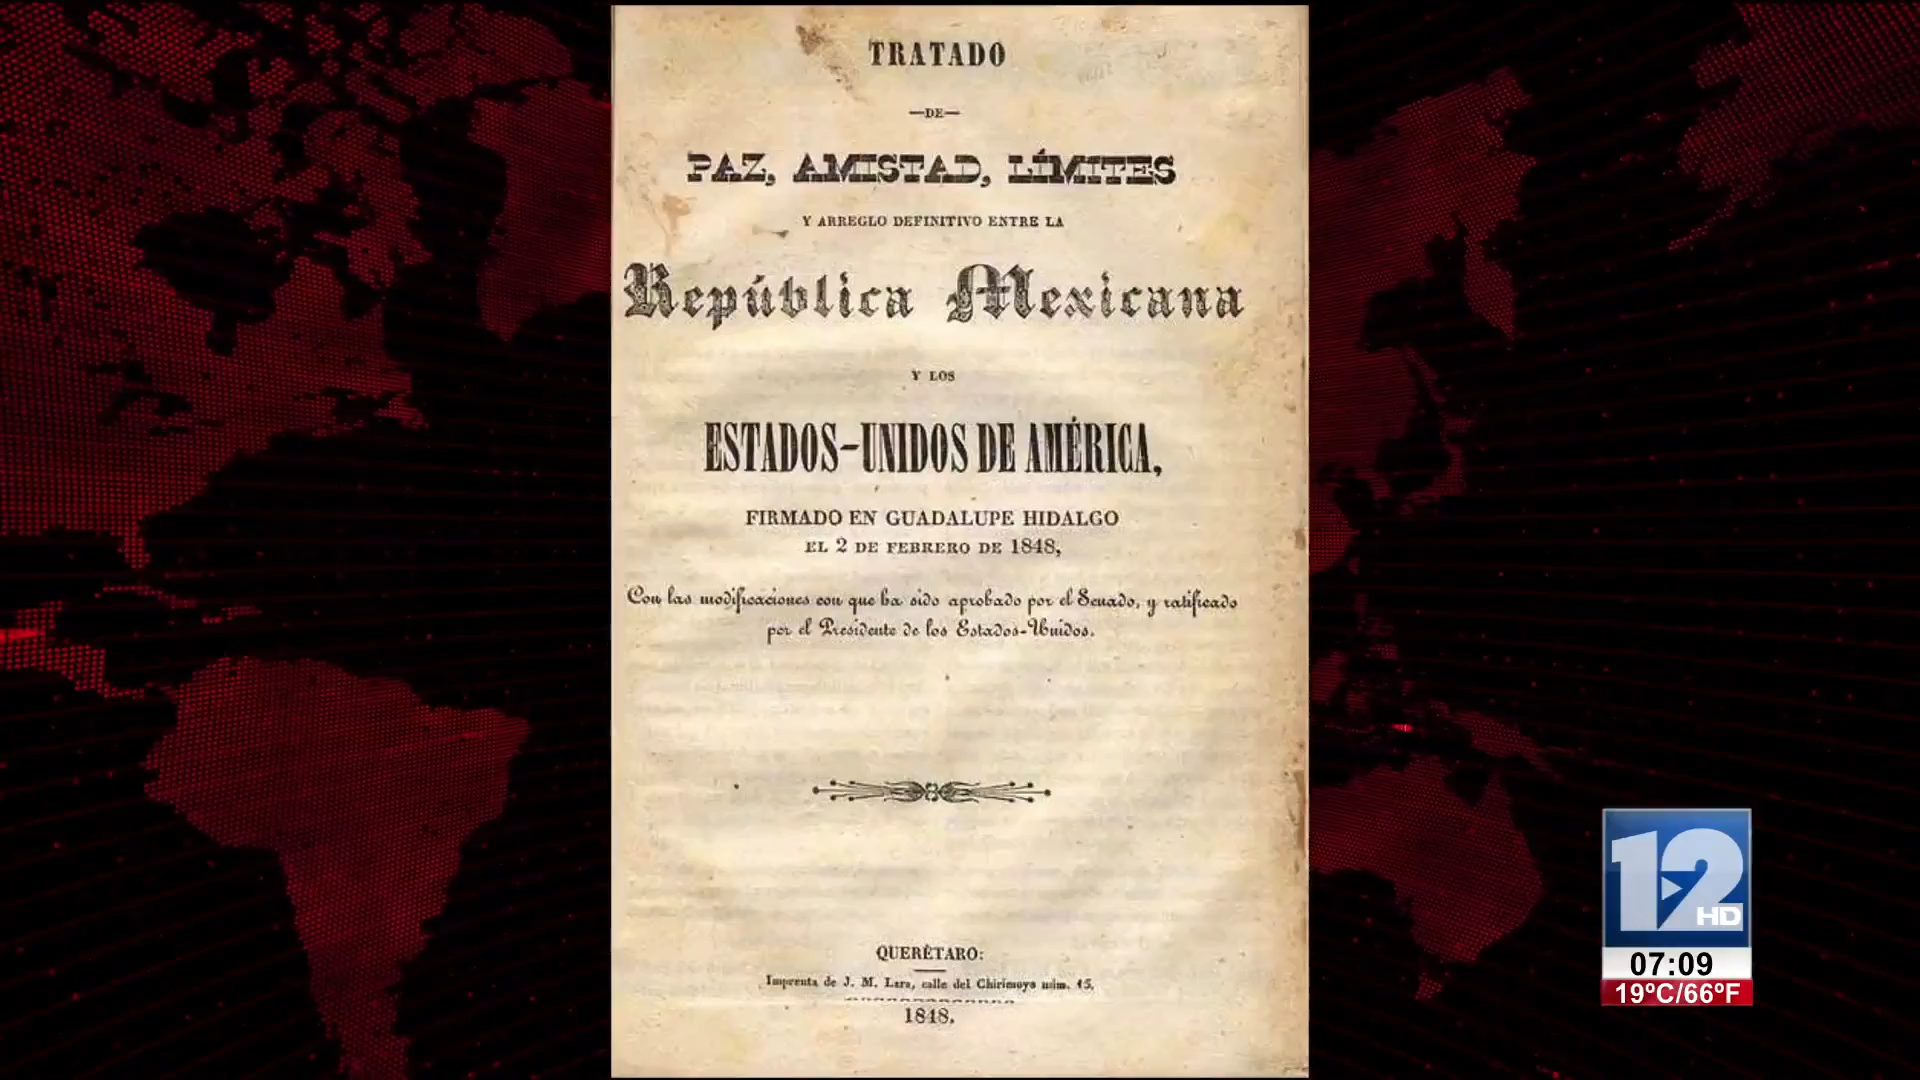 TRATADO
—DE—
PAZ, AMISTAD, LÍMITES
Y ARREGLO DEFINITIVO ENTRE LA
República Mexicana
Y LOS
ESTADOS-UNIDOS DE AMÉRICA,
FIRMADO EN GUADALUPE HIDALGO
EL 2 DE FEBRERO DE 1848,
Con las modificaciones con que ha sido aprobado por el Senado, y ratificado
por el Presidente de los Estados-Unidos.
QUERÉTARO:
Imprenta de J. M. Lara, calle del Chirimoyo núm. 15.
1848.
12
HD
07:09
19ºC/66ºF